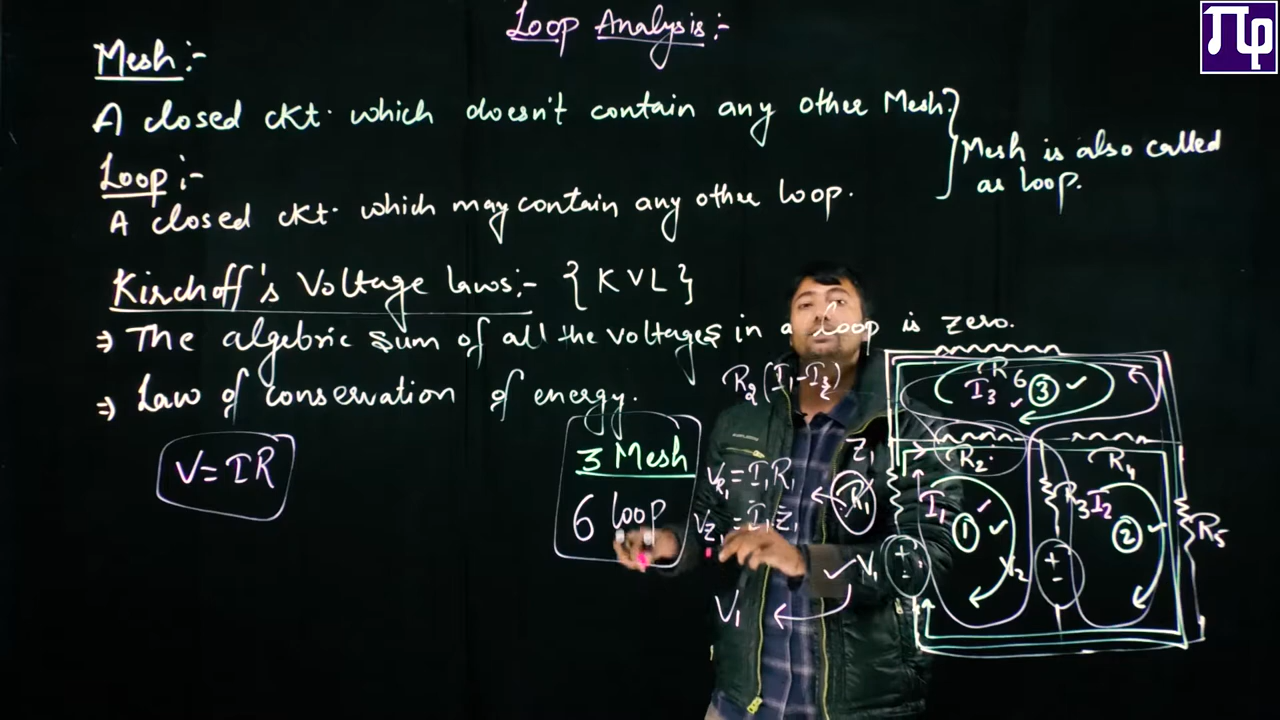 Loop Analysis:-
Πφ
Mesh:-
A closed ckt. which doesn't contain any other Mesh.
Mesh is also called
as loop.
Loop:-
A closed ckt. which may contain any other loop.
Kirchoff's Voltage laws:- {KVL}
⇒ The algebric sum of all the voltages in a loop is zero.
⇒ Law of conservation of energy.
V=IR
3 Mesh
6 loop
R2(I1-I3)
VR1=I1R1
VZ1=I1Z1
V1
Z1
R1
V1
R6
I3 3
R2
R4
I1
1
R3
I2
2
V2
R5
+
-
+
-